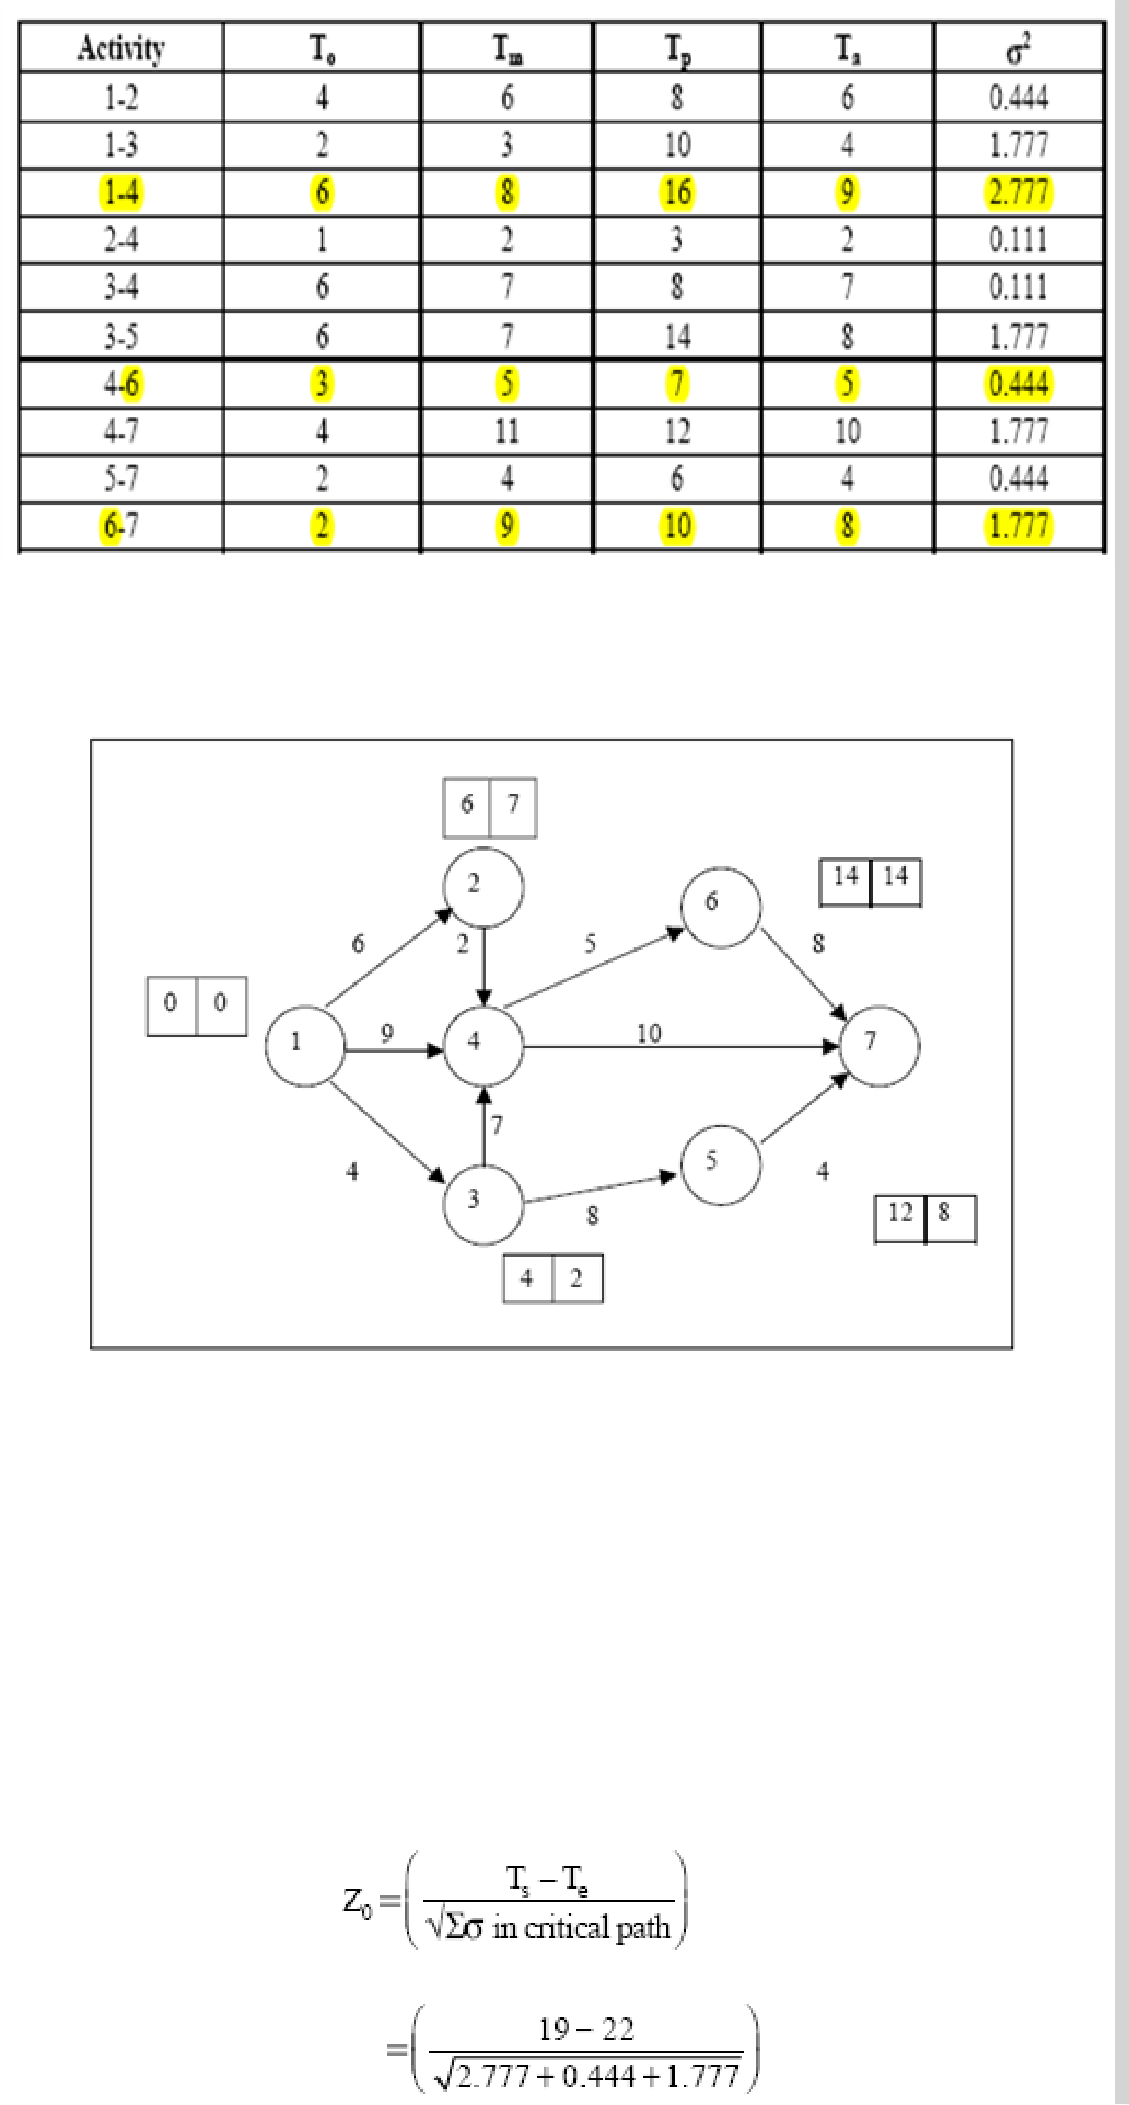 Activity To Tm Tp Ta σ²
1-2 4 6 8 6 0.444
1-3 2 3 10 4 1.777
1-4 6 8 16 9 2.777
2-4 1 2 3 2 0.111
3-4 6 7 8 7 0.111
3-5 6 7 14 8 1.777
4-6 3 5 7 5 0.444
4-7 4 11 12 10 1.777
5-7 2 4 6 4 0.444
6-7 2 9 10 8 1.777
6 7
2
14 14
6
6 2 5 8
0 0
1 9 4 10 7
7
4 3 8 5 4
12 8
4 2
Z₀ = ( Ts – Te / √Σσ in critical path )
= ( 19 – 22 / √2.777 + 0.444 + 1.777 )